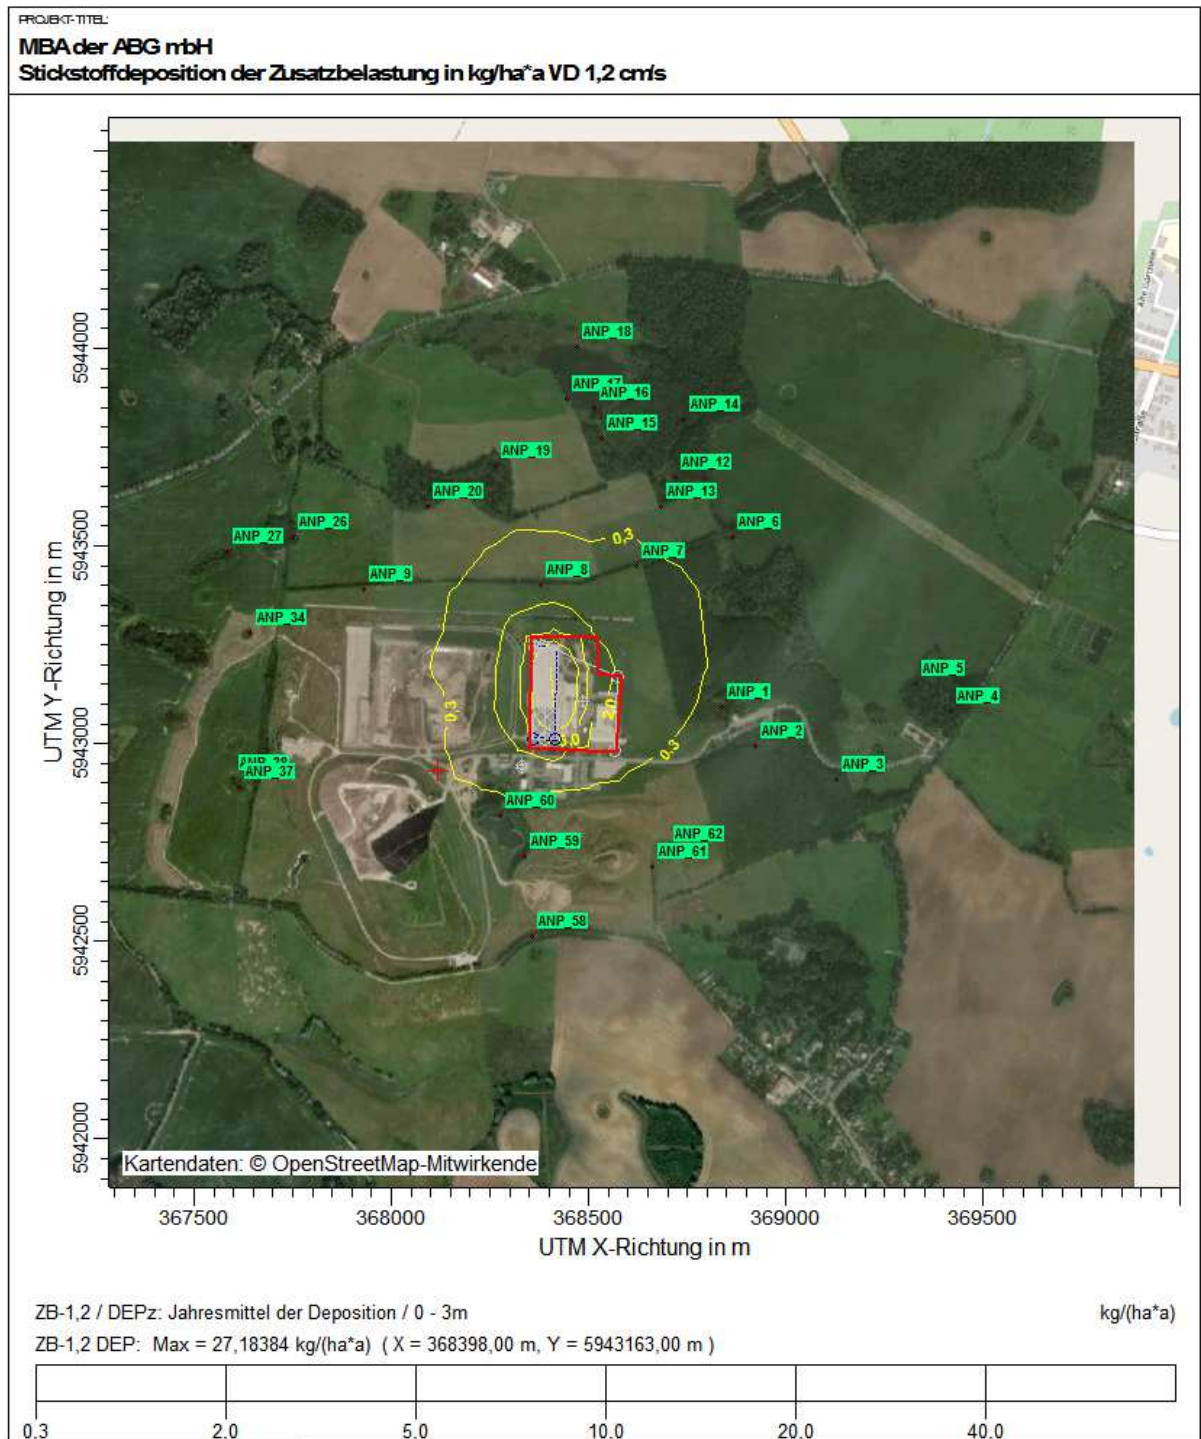 PROJEKT-TITEL:
MBA der ABG mbH
Stickstoffdeposition der Zusatzbelastung in kg/ha*a VD 1,2 cm/s
UTM Y-Richtung in m
5944000
5943500
5943000
5942500
5942000
ANP_18
ANP_17
ANP_16
ANP_14
ANP_15
ANP_19
ANP_12
ANP_20
ANP_13
ANP_26
ANP_6
ANP_27
0,3
ANP_7
ANP_9
ANP_8
ANP_34
ANP_5
ANP_1
ANP_4
2,0
0,3
ANP_2
0,3
ANP_3
ANP_37
ANP_60
ANP_59
ANP_62
ANP_61
ANP_58
Straße
Kartendaten: © OpenStreetMap-Mitwirkende
367500
368000
368500
369000
369500
UTM X-Richtung in m
ZB-1,2 / DEPz: Jahresmittel der Deposition / 0 - 3m
kg/(ha*a)
ZB-1,2 DEP: Max = 27,18384 kg/(ha*a) ( X = 368398,00 m, Y = 5943163,00 m )
0.3
2.0
5.0
10.0
20.0
40.0